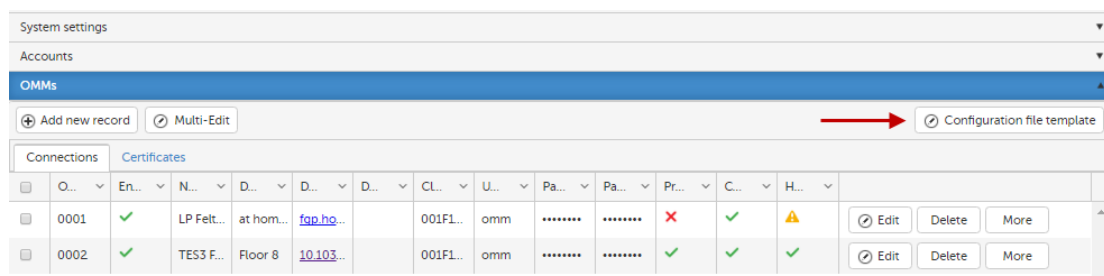 System settings
Accounts
OMMs
Add new record Multi-Edit Configuration file template
Connections Certificates
O... En... N... D... D... D... Cl... U... Pa... Pa... Pr... C... H...
0001 LP Felt... at hom... fgp.ho... 001F1... omm •••••••• •••••••• Edit Delete More
0002 TES3 F... Floor 8 10.103... 001F1... omm •••••••• •••••••• Edit Delete More